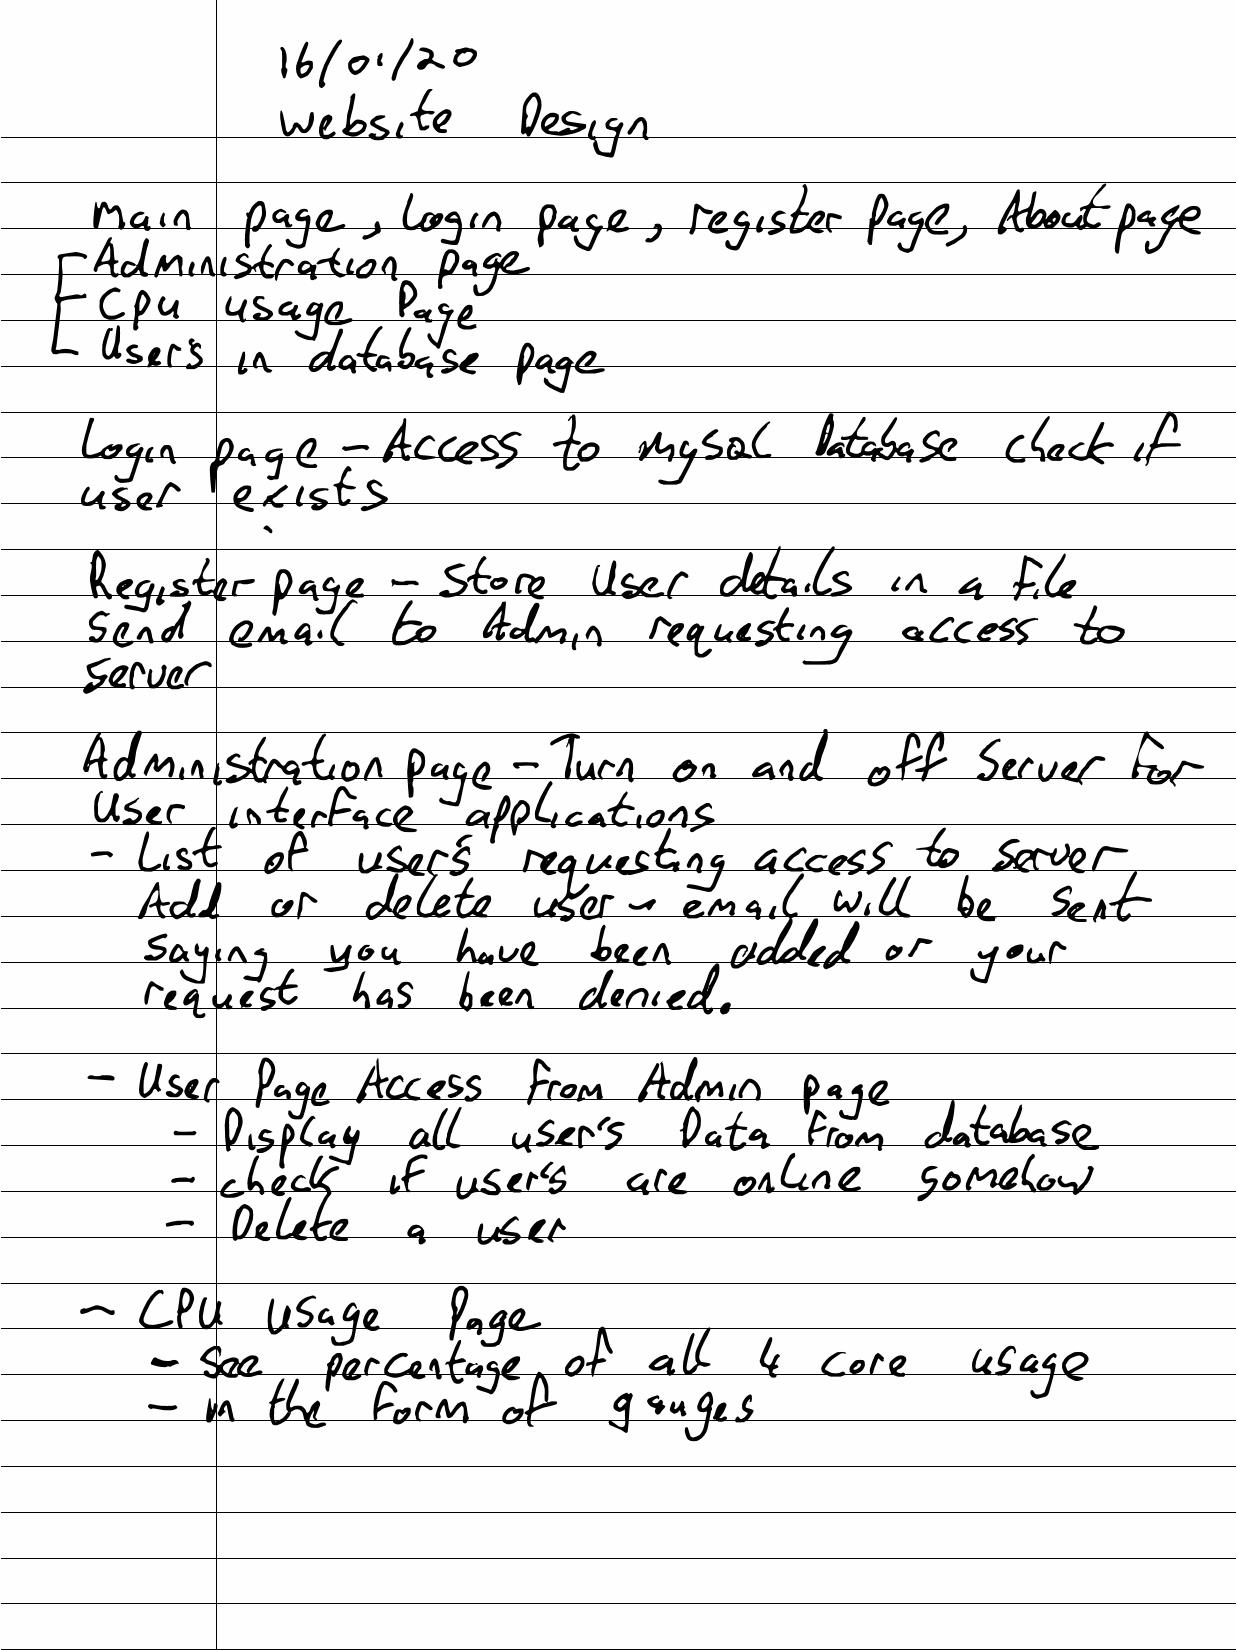 16/01/20
Website Design
Main page, Login page, register Page, About page
Administration page
CPU usage Page
User's in database page
Login page - Access to MySQL Database check if
user exists
Register page - Store User details in a file
Send email to Admin requesting access to
server
Administration page - Turn on and off Server For
User interface applications
- List of user's requesting access to server
Add or delete user - email will be sent
saying you have been added or your
request has been denied.
- User Page Access From Admin page
- Display all user's Data From database
- check if user's are online somehow
- Delete a user
- CPU usage Page
- See percentage of all 4 core usage
- in the Form of gauges